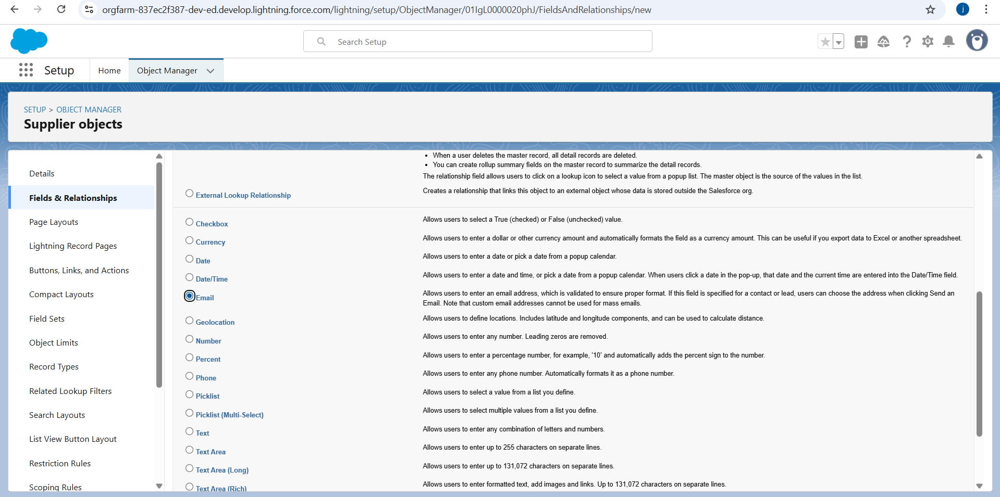 orgfarm-837ec2f387-dev-ed.develop.lightning.force.com/lightning/setup/ObjectManager/01IgL0000020phJ/FieldsAndRelationships/new
j
Search Setup
Setup
Home
Object Manager
SETUP > OBJECT MANAGER
Supplier objects
Details
Fields & Relationships
Page Layouts
Lightning Record Pages
Buttons, Links, and Actions
Compact Layouts
Field Sets
Object Limits
Record Types
Related Lookup Filters
Search Layouts
List View Button Layout
Restriction Rules
Scoping Rules
• When a user deletes the master record, all detail records are deleted.
• You can create rollup summary fields on the master record to summarize the detail records.
The relationship field allows users to click on a lookup icon to select a value from a popup list. The master object is the source of the values in the list.
External Lookup Relationship
Creates a relationship that links this object to an external object whose data is stored outside the Salesforce org.
Checkbox
Allows users to select a True (checked) or False (unchecked) value.
Currency
Allows users to enter a dollar or other currency amount and automatically formats the field as a currency amount. This can be useful if you export data to Excel or another spreadsheet.
Date
Allows users to enter a date or pick a date from a popup calendar.
Date/Time
Allows users to enter a date and time, or pick a date from a popup calendar. When users click a date in the pop-up, that date and the current time are entered into the Date/Time field.
Email
Allows users to enter an email address, which is validated to ensure proper format. If this field is specified for a contact or lead, users can choose the address when clicking Send an
Email. Note that custom email addresses cannot be used for mass emails.
Geolocation
Allows users to define locations. Includes latitude and longitude components, and can be used to calculate distance.
Number
Allows users to enter any number. Leading zeros are removed.
Percent
Allows users to enter a percentage number, for example, '10' and automatically adds the percent sign to the number.
Phone
Allows users to enter any phone number. Automatically formats it as a phone number.
Picklist
Allows users to select a value from a list you define.
Picklist (Multi-Select)
Allows users to select multiple values from a list you define.
Text
Allows users to enter any combination of letters and numbers.
Text Area
Allows users to enter up to 255 characters on separate lines.
Text Area (Long)
Allows users to enter up to 131,072 characters on separate lines.
Text Area (Rich)
Allows users to enter formatted text, add images and links. Up to 131,072 characters on separate lines.